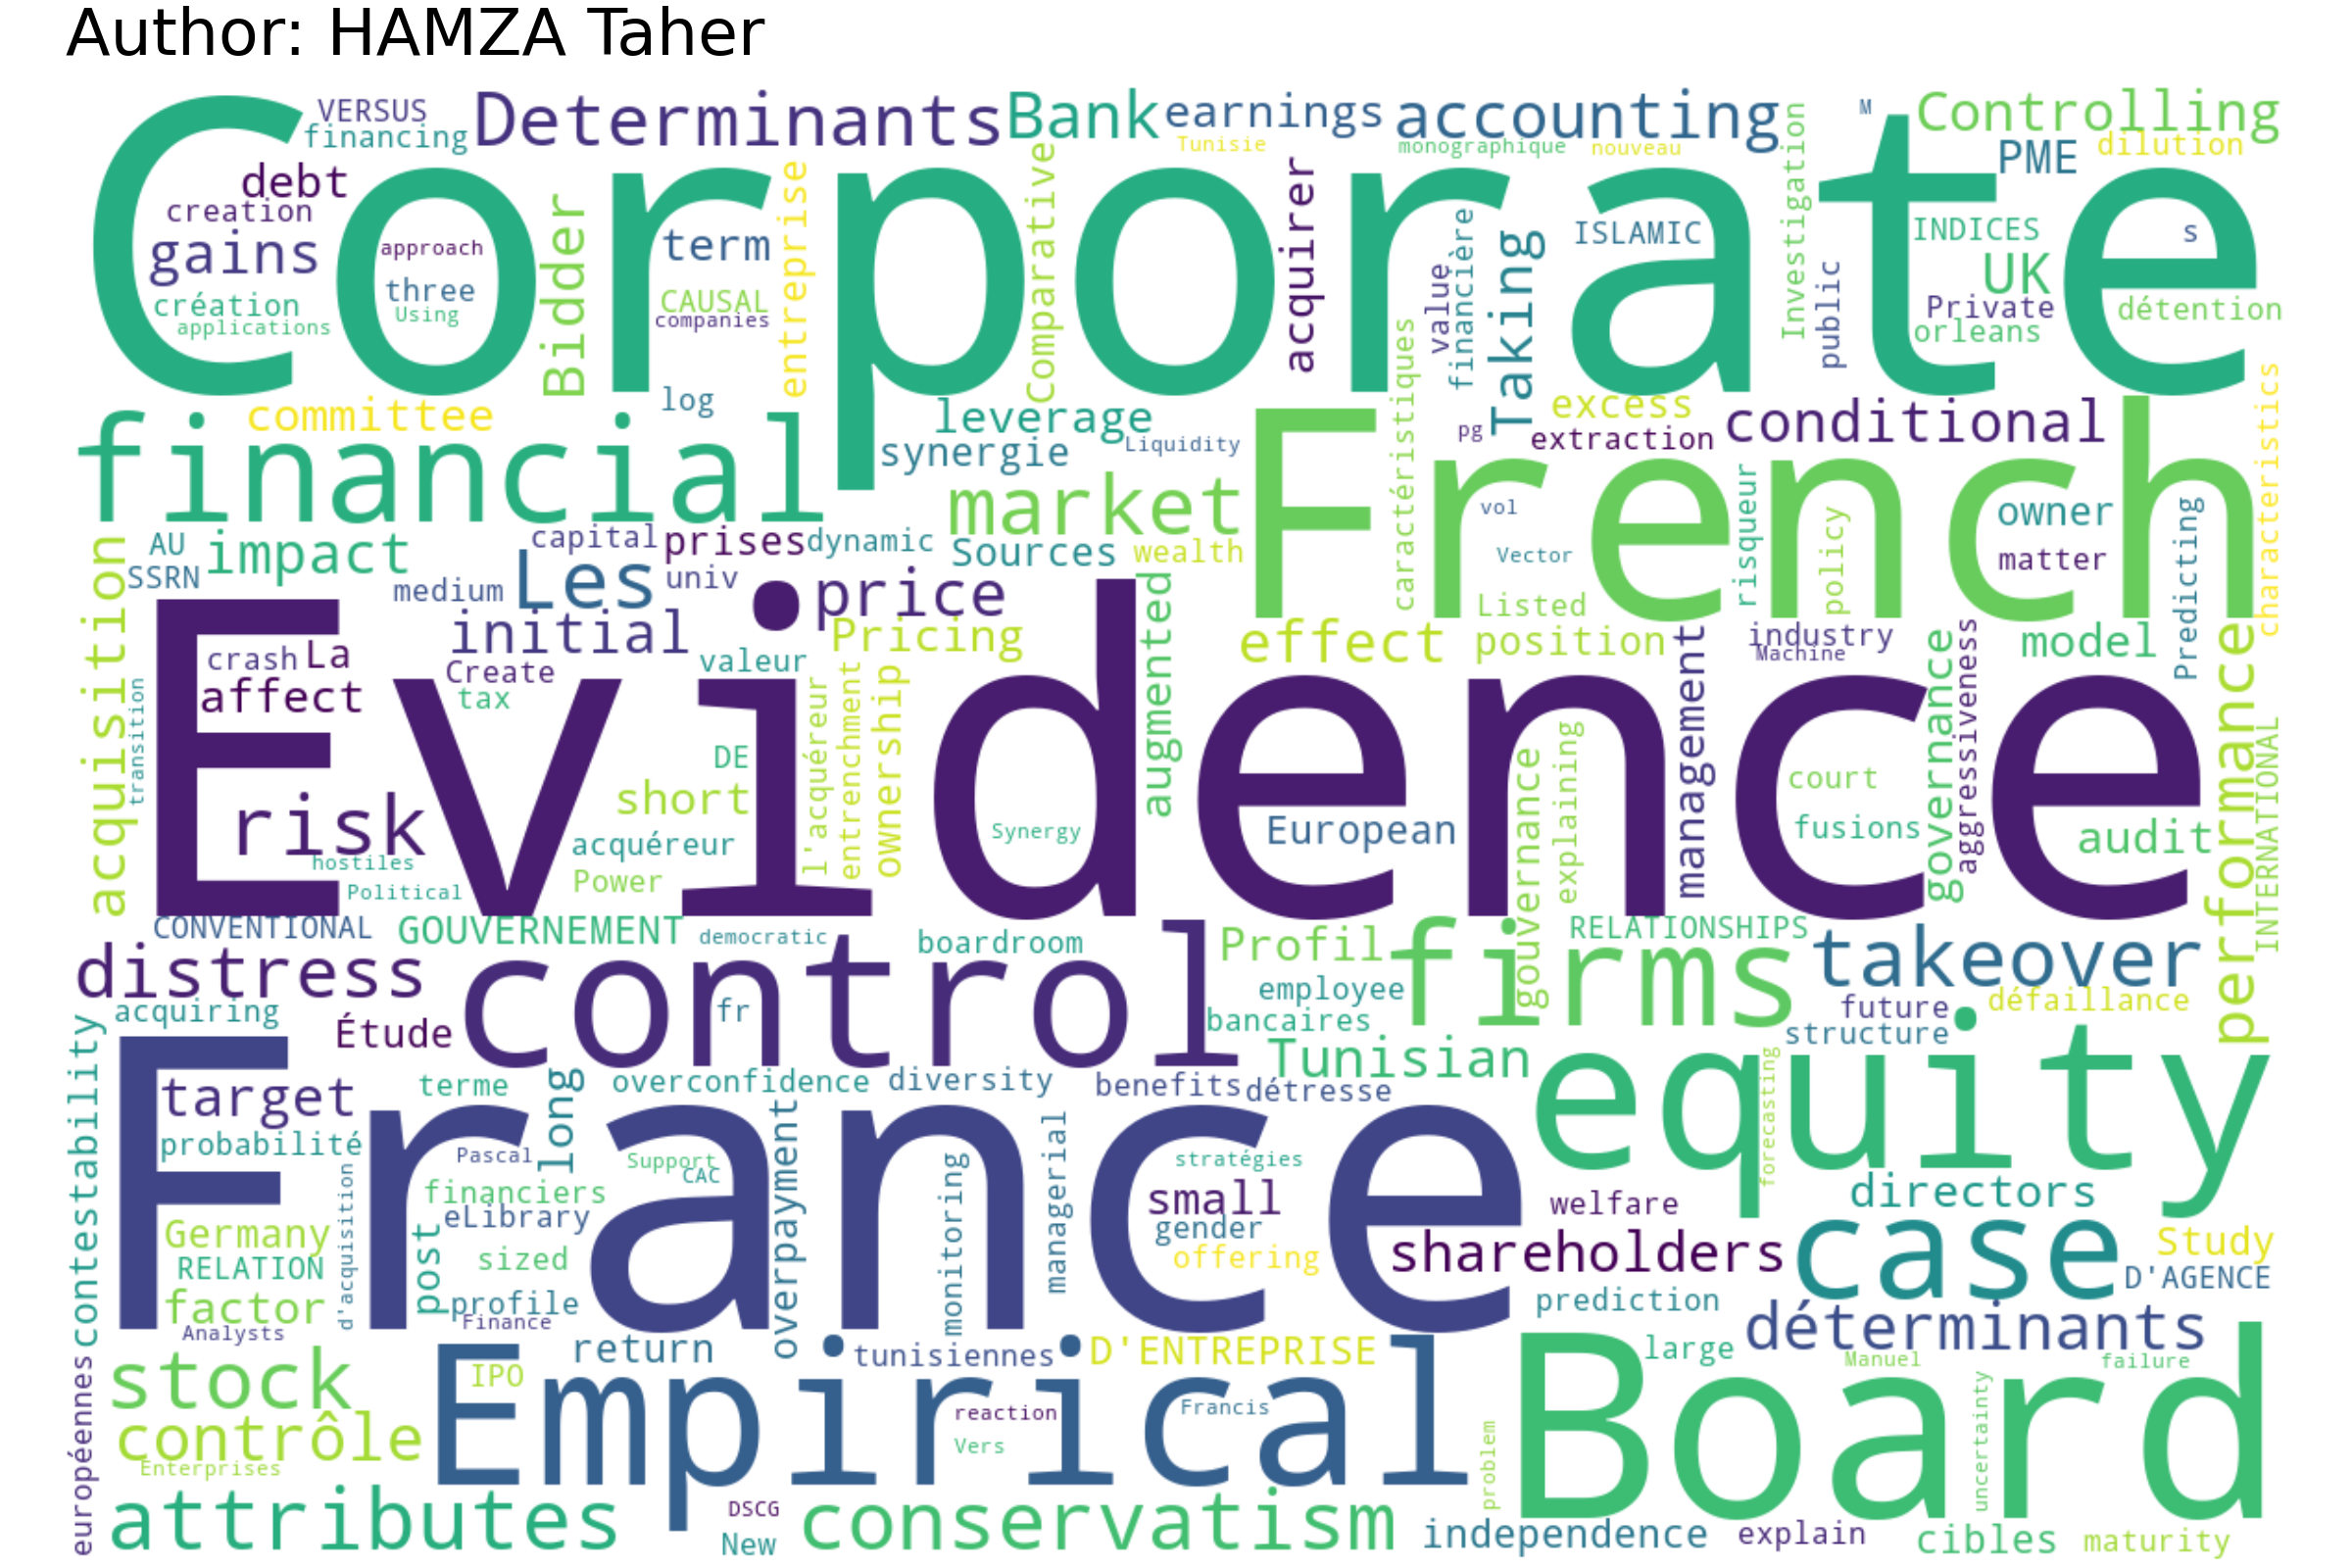 Author: HAMZA Taher
VERSUS
financing
Determinants
Bank
earnings
Tunisie
accounting
monographique
nouveau
Investigation
M
Controlling
PME
dilution
Corporate
debt
creation
gains
création
applications
approach
three
Using
Bidder
term
CAUSAL
companies
entreprise
Comparative
acquirer
value
financière
Taking
ISLAMIC
public
INDICES
UK
Private
orleans
s
détention
committee
log
leverage
synergie
Liquidity
caractéristiques
pg
excess
extraction
conditional
characteristics
financial
market
French
vol
Vector
Listed
risqueur
policy
owner
matter
Predicting
acquisition
AU
SSRN
impact
capital
prises
dynamic
Sources
wealth
medium
Les
univ
price
augmented
initial
Pricing
effect
position
management
industry
Machine
governance
aggressiveness
model
performance
crash
La
affect
Create
tax
valeur
transition
Evidence
risk
hostiles
Political
DE
short
acquéreur
Power
l'acquéreur
entrenchment
ownership
Synergy
European
gouvernance
explaining
court
fusions
audit
INTERNATIONAL
CONVENTIONAL
GOUVERNEMENT
democratic
boardroom
Profil
firms
RELATIONSHIPS
takeover
distress
control
acquiring
Étude
fr
employee
bancaires
future
défaillance
structure
contestability
Tunisian
equity
forecasting
target
terme
long
overconfidence
diversity
benefits
détresse
probabilité
France
Pascal
Support
CAC
overpayment
monitoring
managerial
stratégies
d'acquisition
financiers
eLibrary
post
sized
profile
Finance
small
gender
offering
welfare
directors
shareholders
case
Study
D'AGENCE
Germany
RELATION
factor
Analysts
prediction
déterminants
européennes
stock
return
tunisiennes
D'ENTREPRISE
large
Manuel
failure
IPO
Empirical
reaction
Vers
Francis
problem
Board
uncertainty
contrôle
Enterprises
attributes
DSCG
New
conservatism
independence
explain
cibles
maturity